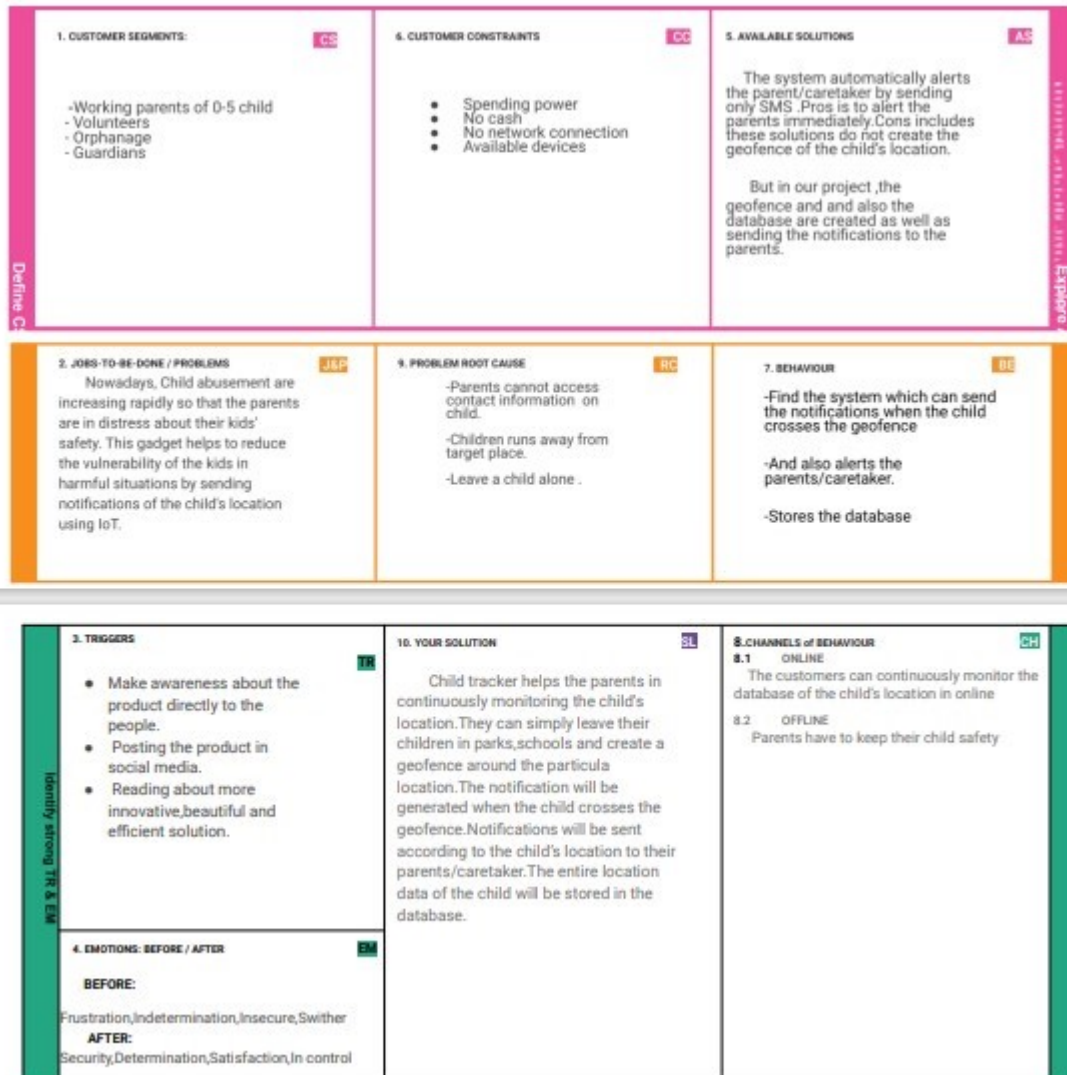 1. CUSTOMER SEGMENTS:
CS
-Working parents of 0-5 child
- Volunteers
- Orphanage
- Guardians
6. CUSTOMER CONSTRAINTS
CC
● Spending power
● No cash
● No network connection
● Available devices
5. AVAILABLE SOLUTIONS
AS
The system automatically alerts
the parent/caretaker by sending
only SMS .Pros is to alert the
parents immediately.Cons includes
these solutions do not create the
geofence of the child's location.
But in our project ,the
geofence and and also the
database are created as well as
sending the notifications to the
parents.
Define CS
Explore
2. JOBS-TO-BE-DONE / PROBLEMS
J&P
Nowadays, Child abusement are
increasing rapidly so that the parents
are in distress about their kids'
safety. This gadget helps to reduce
the vulnerability of the kids in
harmful situations by sending
notifications of the child's location
using IoT.
9. PROBLEM ROOT CAUSE
RC
-Parents cannot access
contact information on
child.
-Children runs away from
target place.
-Leave a child alone .
7. BEHAVIOUR
BE
-Find the system which can send
the notifications when the child
crosses the geofence
-And also alerts the
parents/caretaker.
-Stores the database
3. TRIGGERS
TR
● Make awareness about the
product directly to the
people.
● Posting the product in
social media.
● Reading about more
innovative,beautiful and
efficient solution.
4. EMOTIONS: BEFORE / AFTER
EM
BEFORE:
Frustration,Indetermination,Insecure,Swither
AFTER:
Security,Determination,Satisfaction,In control
10. YOUR SOLUTION
SL
Child tracker helps the parents in
continuously monitoring the child's
location.They can simply leave their
children in parks,schools and create a
geofence around the particula
location.The notification will be
generated when the child crosses the
geofence.Notifications will be sent
according to the child's location to their
parents/caretaker.The entire location
data of the child will be stored in the
database.
8.CHANNELS of BEHAVIOUR
CH
8.1 ONLINE
The customers can continuously monitor the
database of the child's location in online
8.2 OFFLINE
Parents have to keep their child safety
Identify strong TR & EM